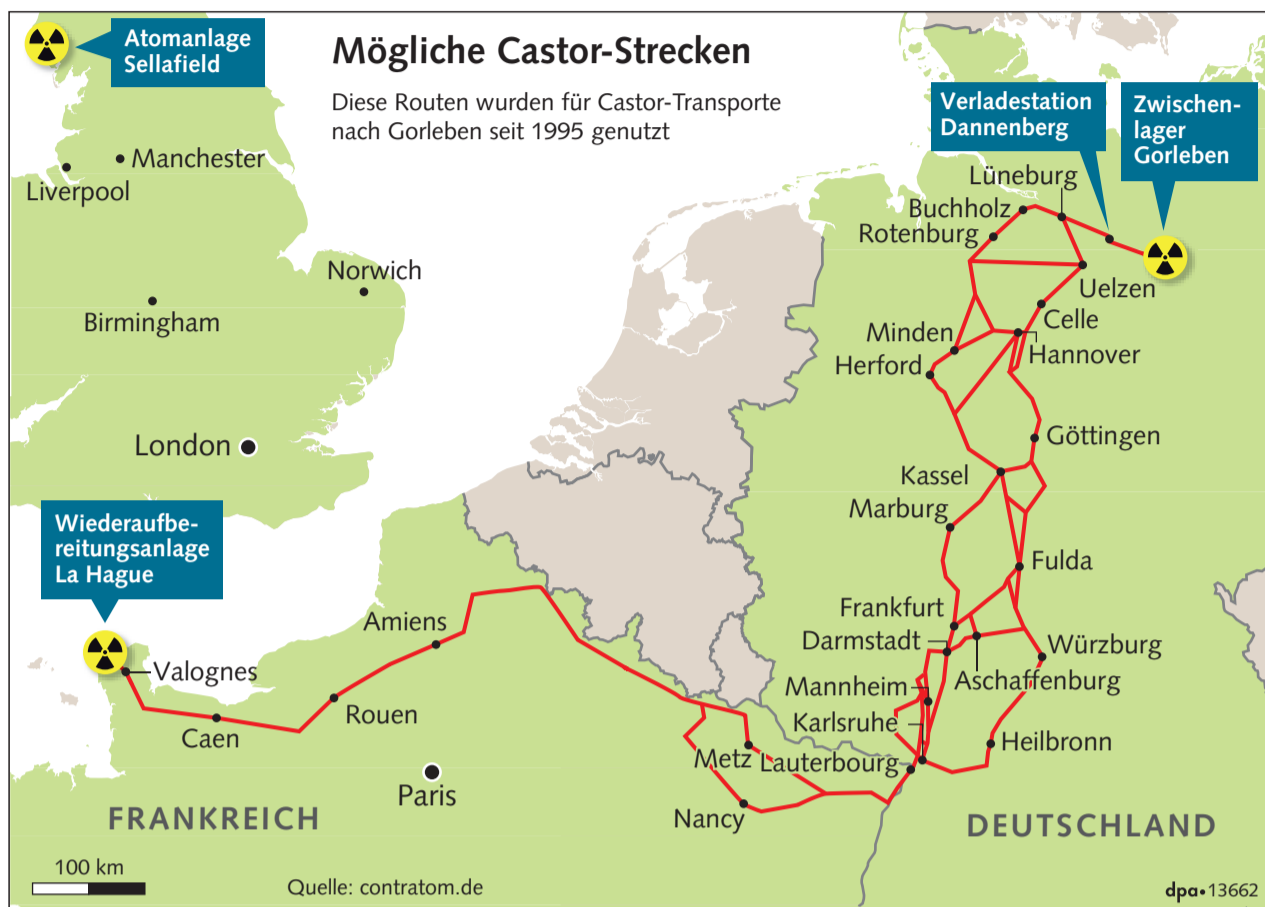 Atomanlage
Sellafield
Mögliche Castor-Strecken
Diese Routen wurden für Castor-Transporte
nach Gorleben seit 1995 genutzt
Verladestation
Dannenberg
Zwischen-
lager
Gorleben
Manchester
Liverpool
Norwich
Birmingham
London
Lüneburg
Buchholz
Rotenburg
Uelzen
Celle
Minden
Hannover
Herford
Göttingen
Kassel
Marburg
Fulda
Wiederaufbe-
reitungsanlage
La Hague
Amiens
Frankfurt
Darmstadt
Würzburg
Valognes
Aschaffenburg
Mannheim
Rouen
Karlsruhe
Caen
Heilbronn
Metz
Lauterbourg
Paris
Nancy
FRANKREICH
DEUTSCHLAND
100 km
Quelle: contratom.de
dpa•13662